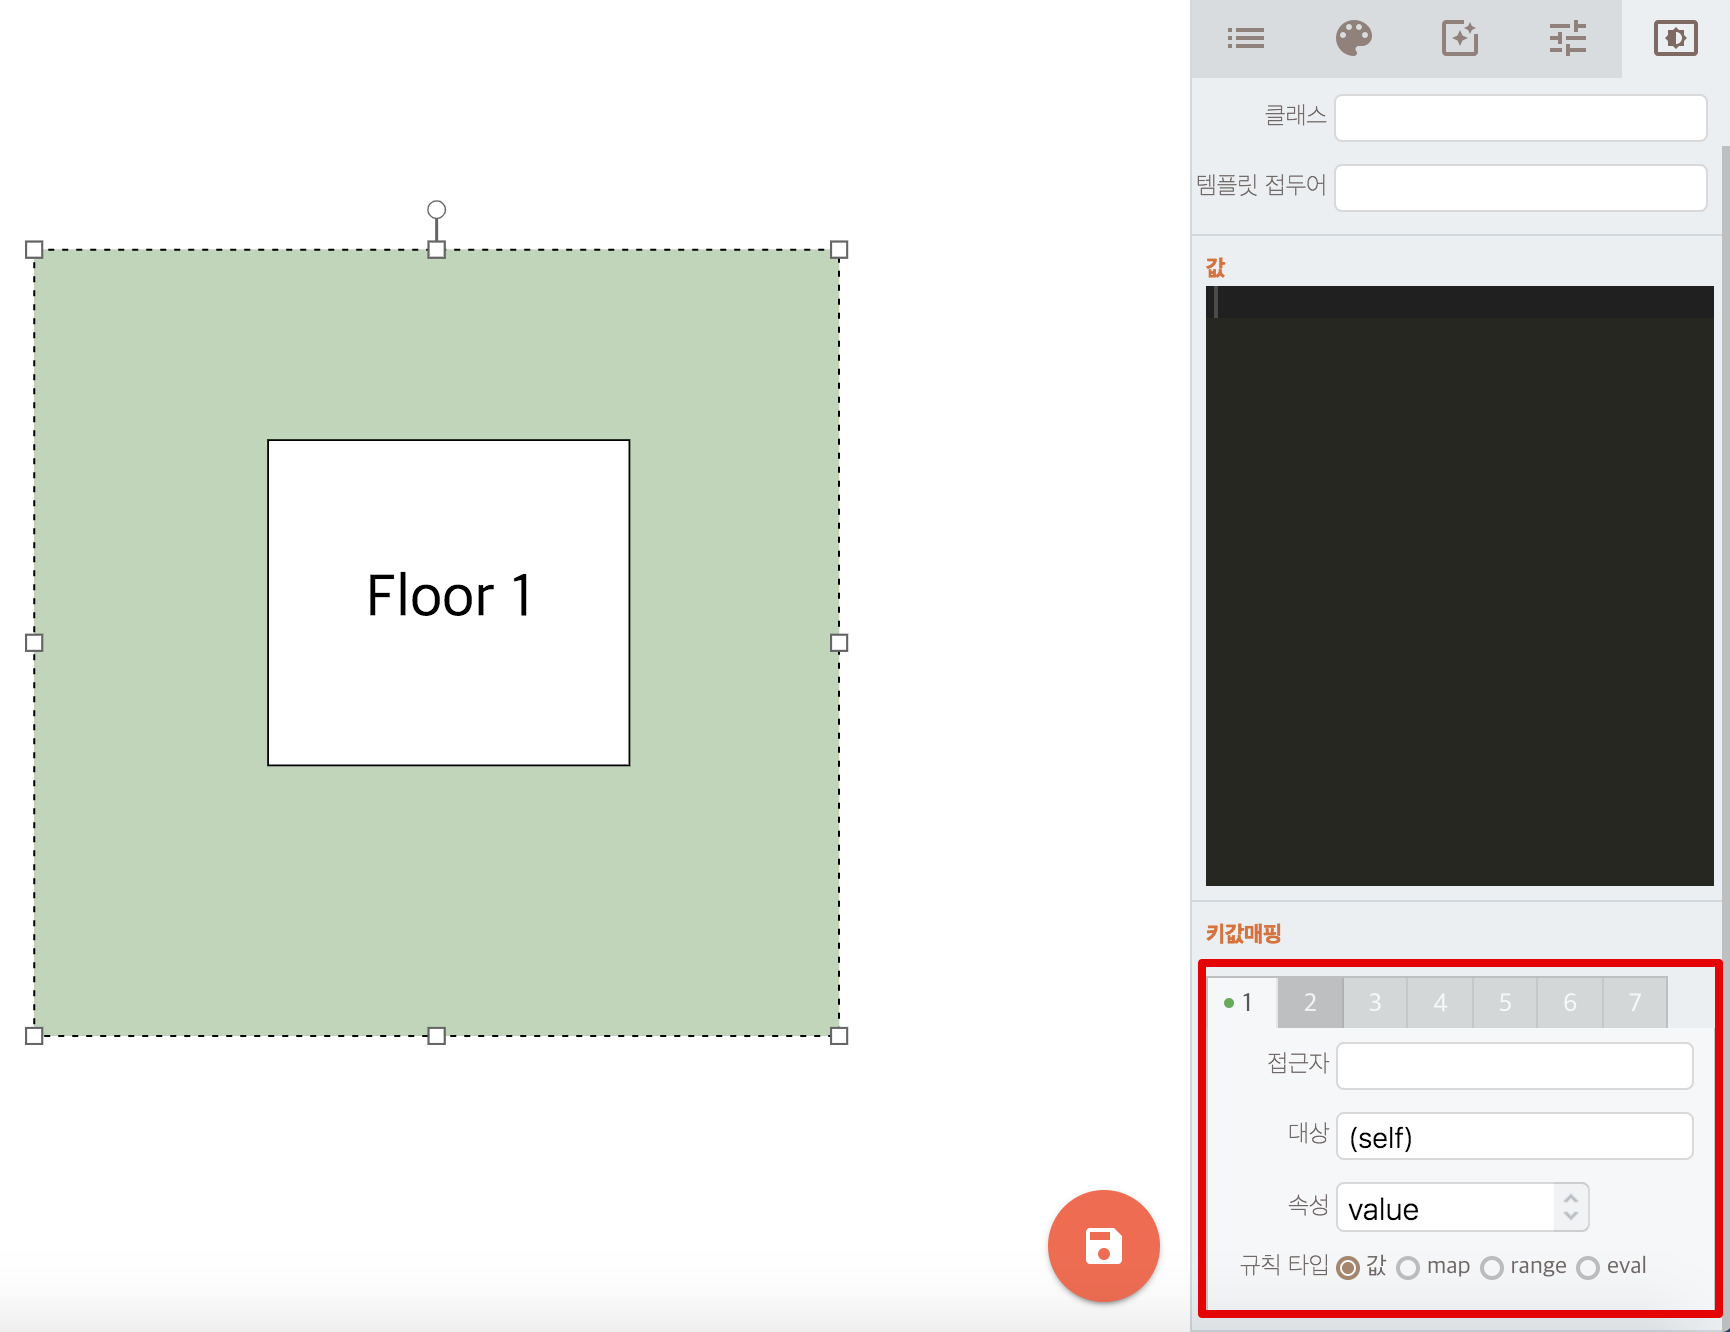 클래스
템플릿 접두어
값
Floor 1
키값매핑
1 2 3 4 5 6 7
접근자
대상 (self)
속성 value
규칙 타입 값 map range eval